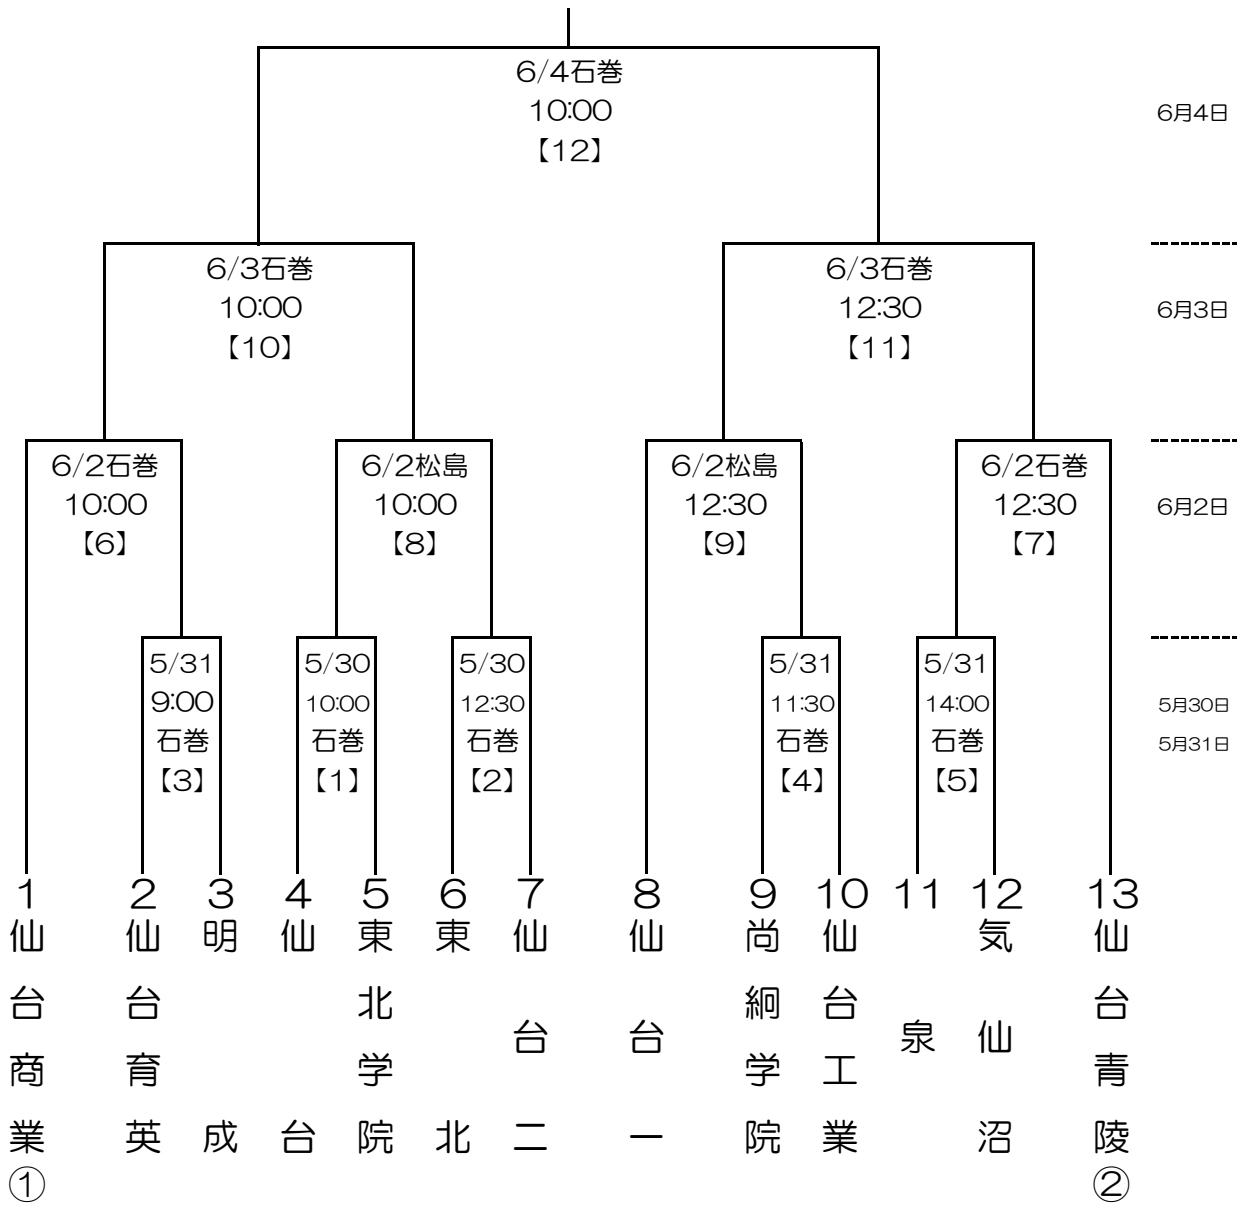 6/4石巻
10:00
【12】
6月4日
6/3石巻
10:00
【10】
6/3石巻
12:30
【11】
6月3日
6/2石巻
10:00
【6】
6/2松島
10:00
【8】
6/2松島
12:30
【9】
6/2石巻
12:30
【7】
6月2日
5/31
9:00
石巻
【3】
5/30
10:00
石巻
【1】
5/30
12:30
石巻
【2】
5/31
11:30
石巻
【4】
5/31
14:00
石巻
【5】
5月30日
5月31日
1
仙台商業
①
2
仙台育英
3
明成
4
仙台
5
東北学院
6
東北
7
仙台二
8
仙台一
9
尚絅学院
10
仙台工業
11
泉
12
気仙沼
13
仙台青陵
②